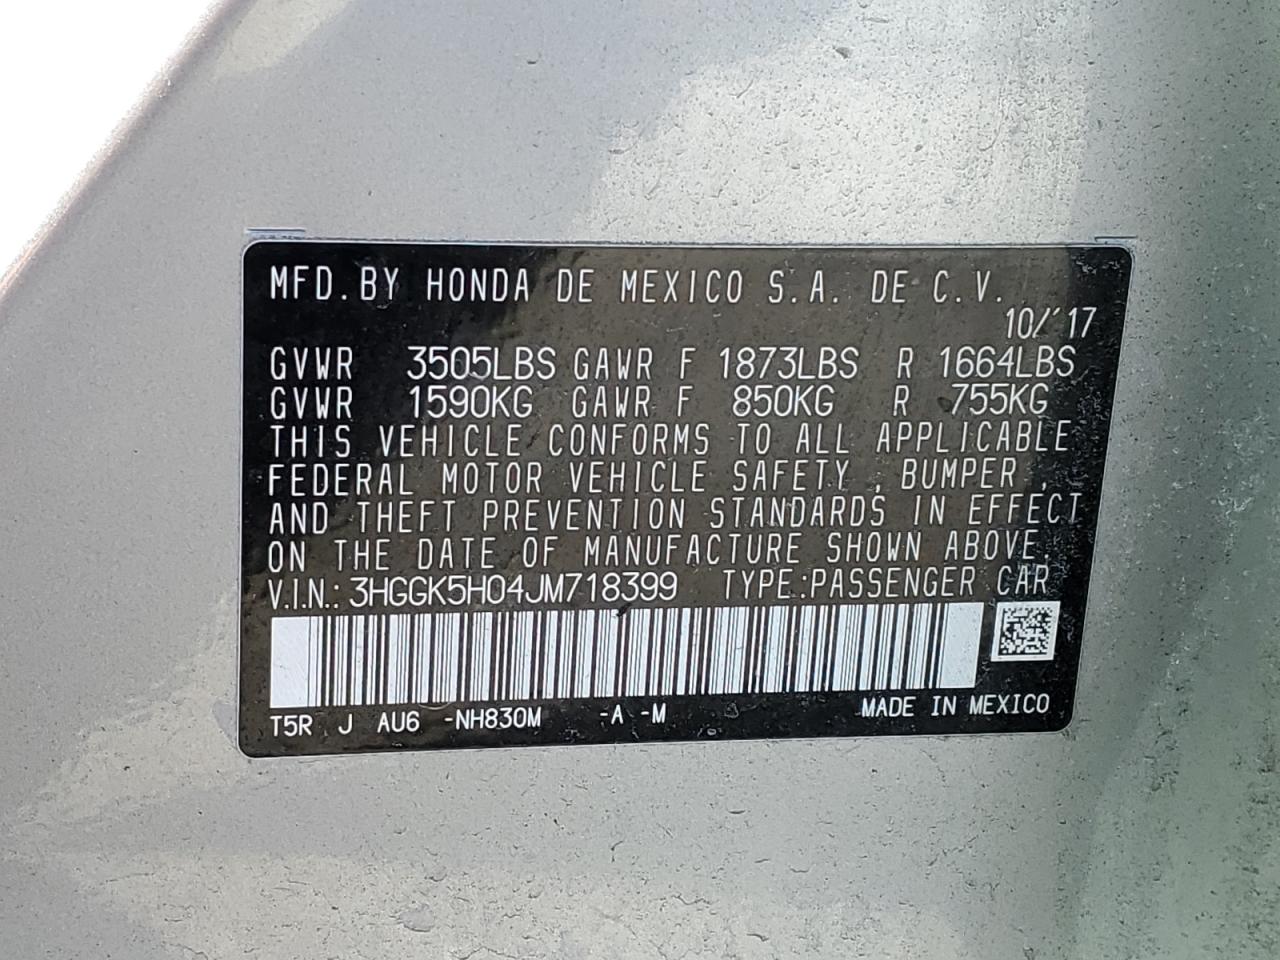 MFD. BY HONDA DE MEXICO S.A. DE C.V.
10/'17
GVWR 3505LBS GAWR F 1873LBS R 1664LBS
GVWR 1590KG GAWR F 850KG R 755KG
THIS VEHICLE CONFORMS TO ALL APPLICABLE
FEDERAL MOTOR VEHICLE SAFETY , BUMPER ,
AND THEFT PREVENTION STANDARDS IN EFFECT
ON THE DATE OF MANUFACTURE SHOWN ABOVE.
V.I.N.: 3HGGK5H04JM718399 TYPE:PASSENGER CAR
T5R J AU6 -NH830M -A -M MADE IN MEXICO